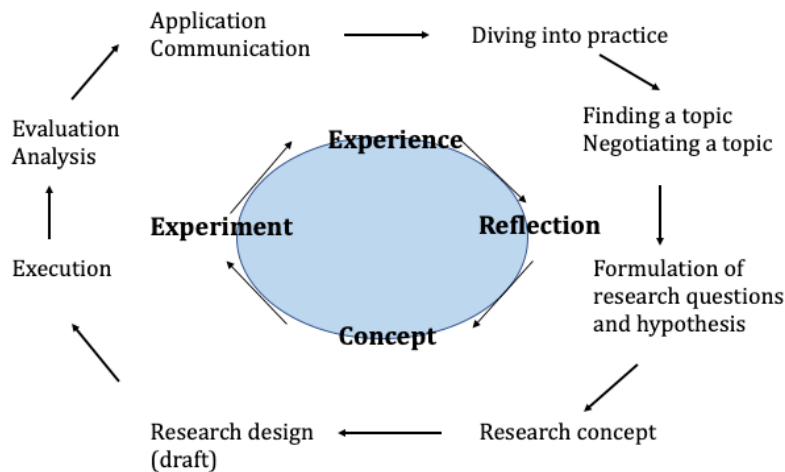 Application
Communication
Diving into practice
Finding a topic
Negotiating a topic
Evaluation
Analysis
Experience
Experiment
Reflection
Execution
Formulation of
research questions
and hypothesis
Concept
Research design
(draft)
Research concept